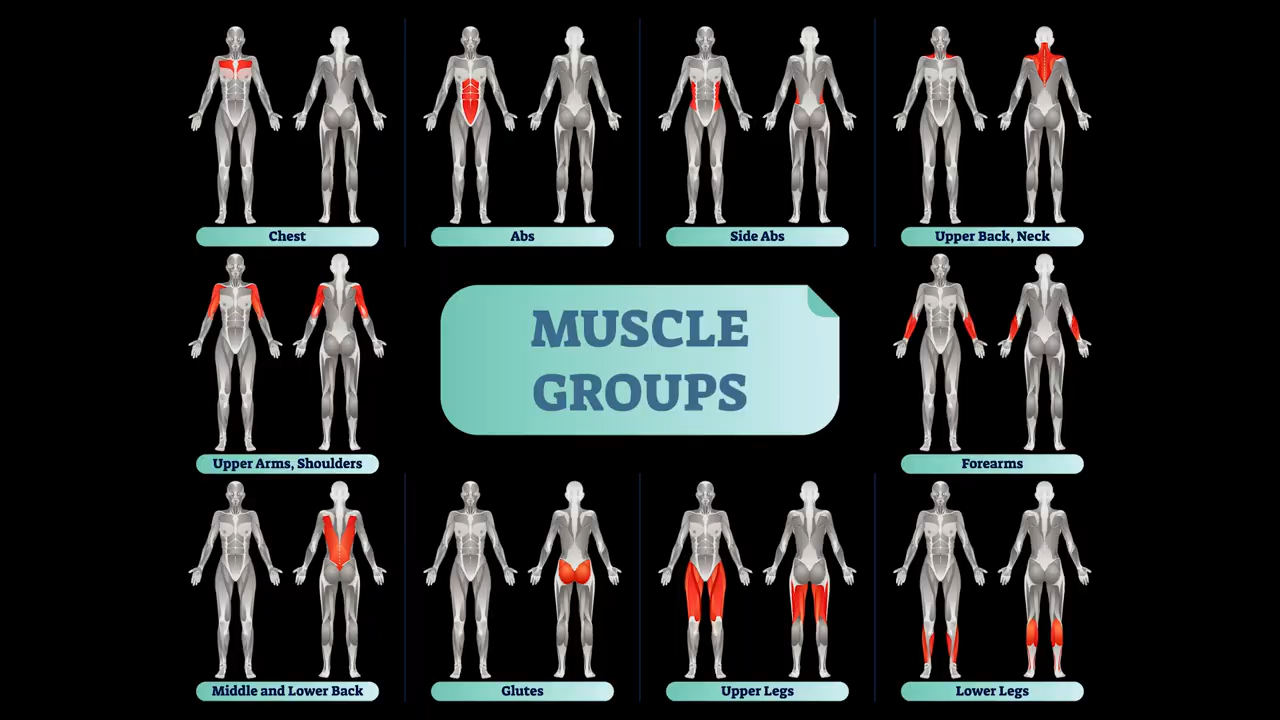 Chest
Abs
Side Abs
Upper Back, Neck
MUSCLE
GROUPS
Upper Arms, Shoulders
Forearms
Middle and Lower Back
Glutes
Upper Legs
Lower Legs